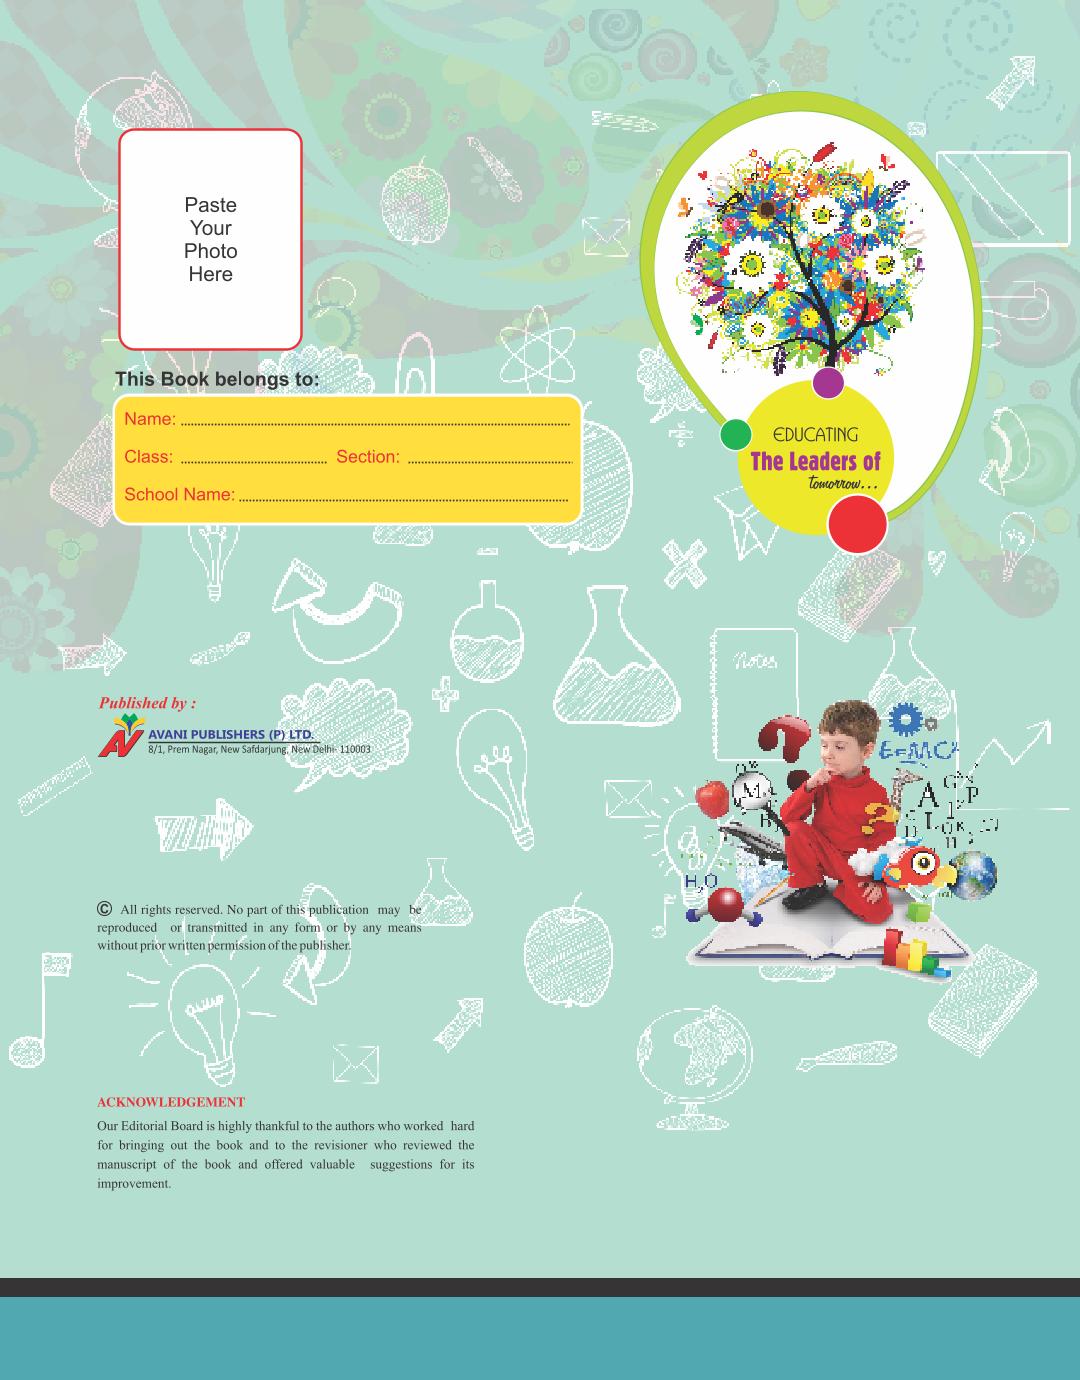 Paste
Your
Photo
Here
This Book belongs to:
Name:
Class: Section:
School Name:
EDUCATING
The Leaders of
tomorrow...
Notes
Published by :
AVANI PUBLISHERS (P) LTD.
8/1, Prem Nagar, New Safdarjung, New Delhi- 110003
E=MC²
H₂O
© All rights reserved. No part of this publication may be
reproduced or transmitted in any form or by any means
without prior written permission of the publisher.
ACKNOWLEDGEMENT
Our Editorial Board is highly thankful to the authors who worked hard
for bringing out the book and to the revisioner who reviewed the
manuscript of the book and offered valuable suggestions for its
improvement.